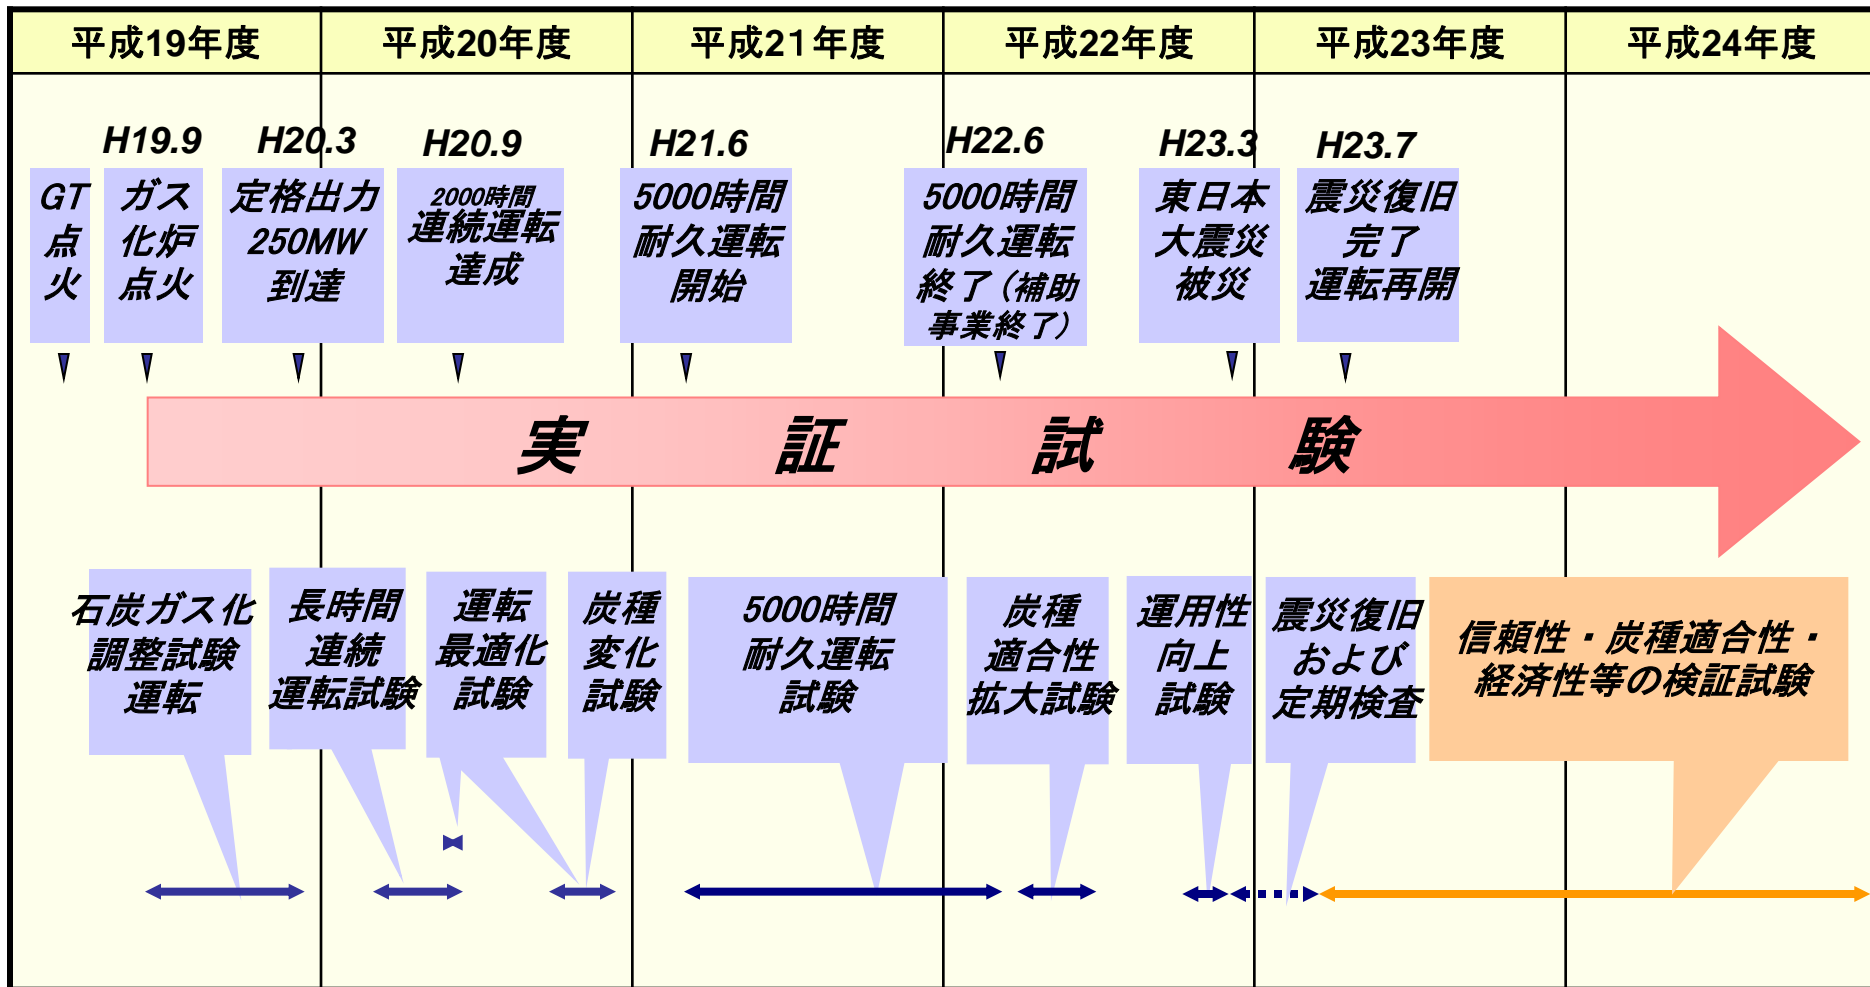 平成19年度
平成20年度
平成21年度
平成22年度
平成23年度
平成24年度
GT
点
火
H19.9
ガス
化炉
点火
H20.3
定格出力
250MW
到達
H20.9
2000時間
連続運転
達成
H21.6
5000時間
耐久運転
開始
H22.6
5000時間
耐久運転
終了（補助
事業終了）
H23.3
東日本
大震災
被災
H23.7
震災復旧
完了
運転再開
実証試験
石炭ガス化
調整試験
運転
長時間
連続
運転試験
運転
最適化
試験
炭種
変化
試験
5000時間
耐久運転
試験
炭種
適合性
拡大試験
運用性
向上
試験
震災復旧
および
定期検査
信頼性・炭種適合性・
経済性等の検証試験